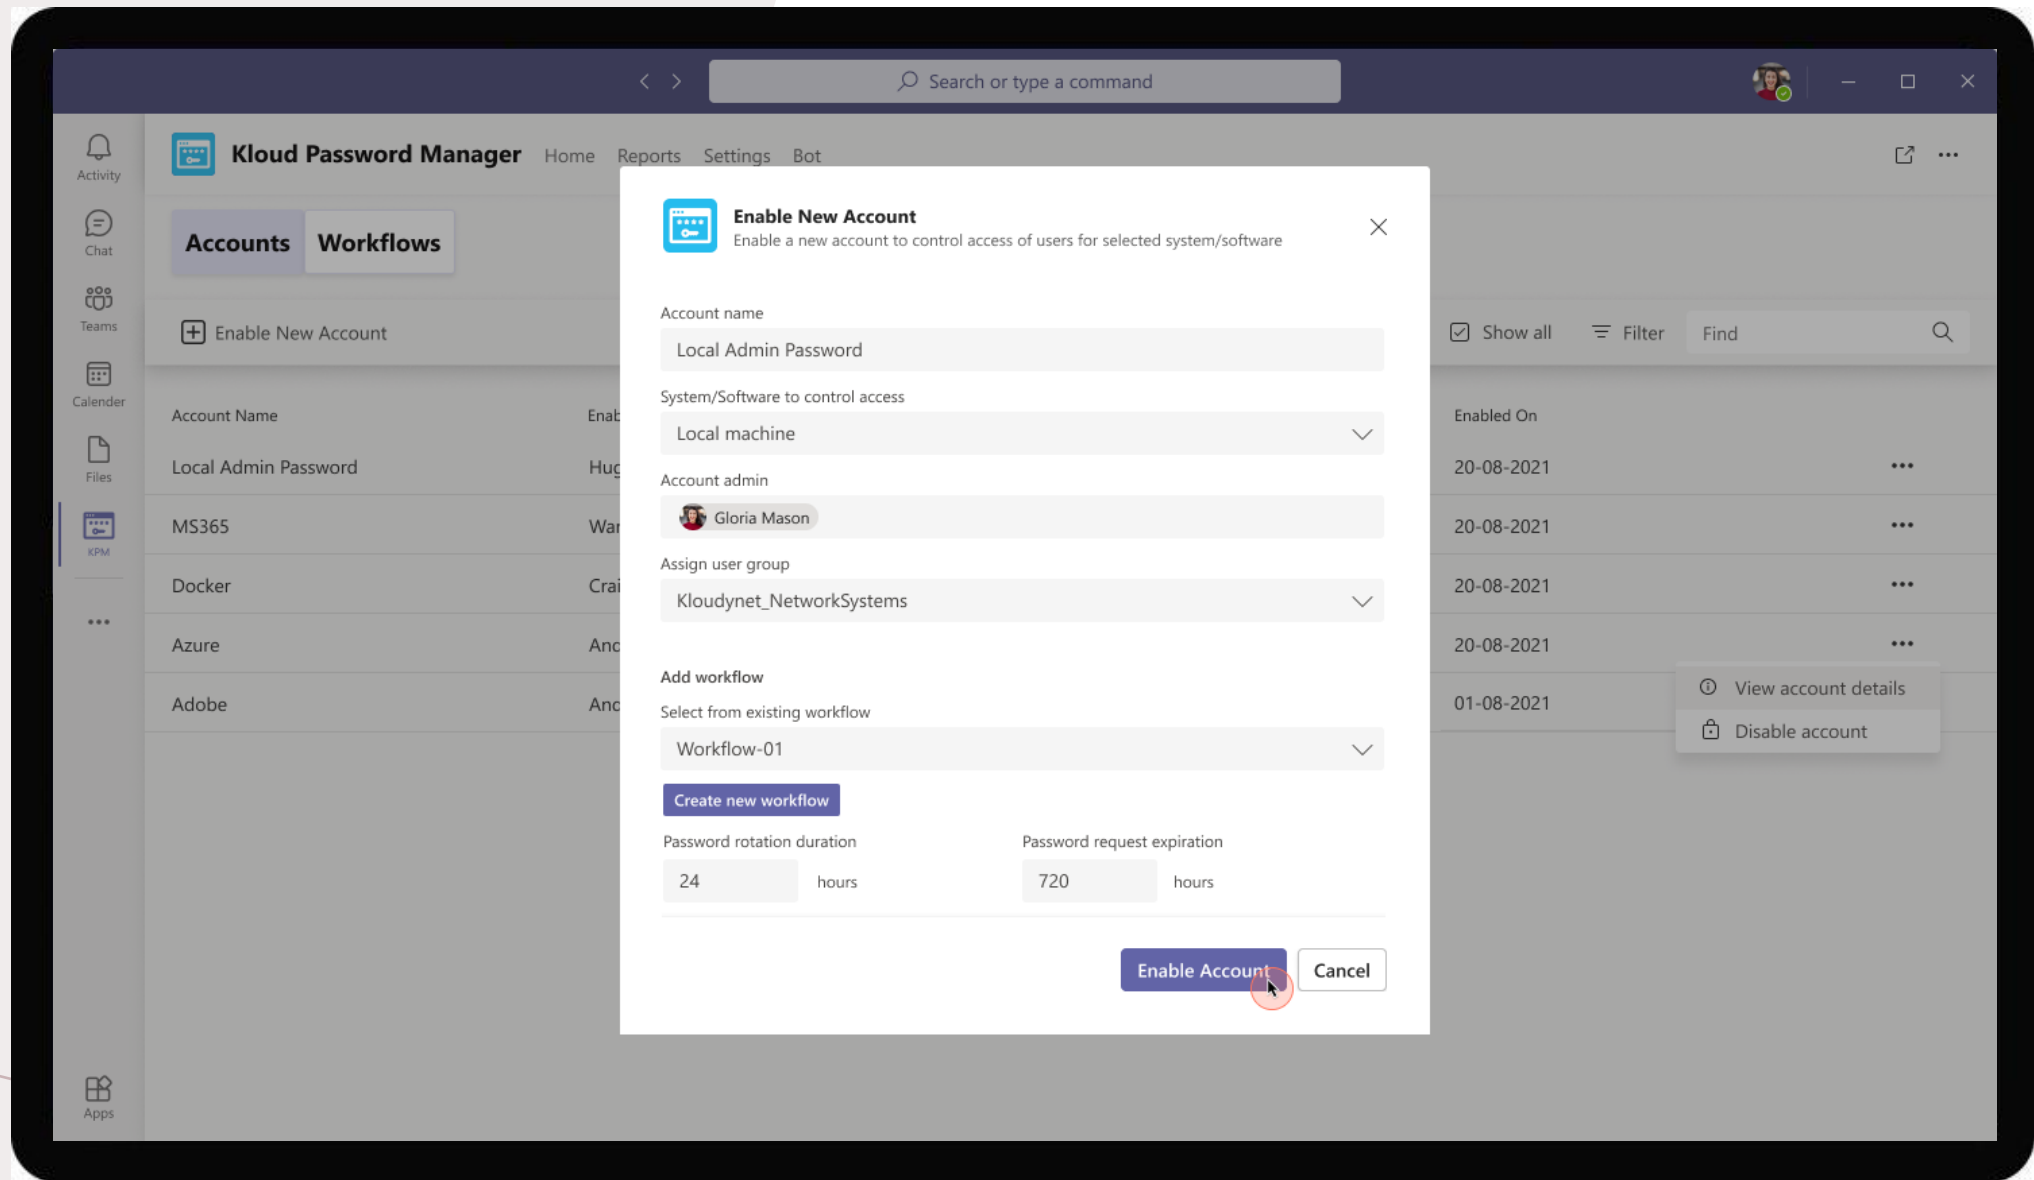 Search or type a command
Activity
Chat
Teams
Calender
Files
KPM
Apps
Kloud Password Manager Home Reports Settings Bot
Accounts Workflows
Enable New Account
Show all Filter Find
Account Name Enab Enabled On
Local Admin Password Hug 20-08-2021
MS365 War 20-08-2021
Docker Crai 20-08-2021
Azure And 20-08-2021
Adobe And 01-08-2021
View account details
Disable account
Enable New Account
Enable a new account to control access of users for selected system/software
Account name
Local Admin Password
System/Software to control access
Local machine
Account admin
Gloria Mason
Assign user group
Kloudynet_NetworkSystems
Add workflow
Select from existing workflow
Workflow-01
Create new workflow
Password rotation duration Password request expiration
24 hours 720 hours
Enable Account Cancel